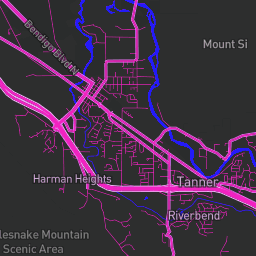 Bendigo Blvd N
Mount Si
Harman Heights
Tanner
Riverbend
lesnake Mountain
Scenic Area